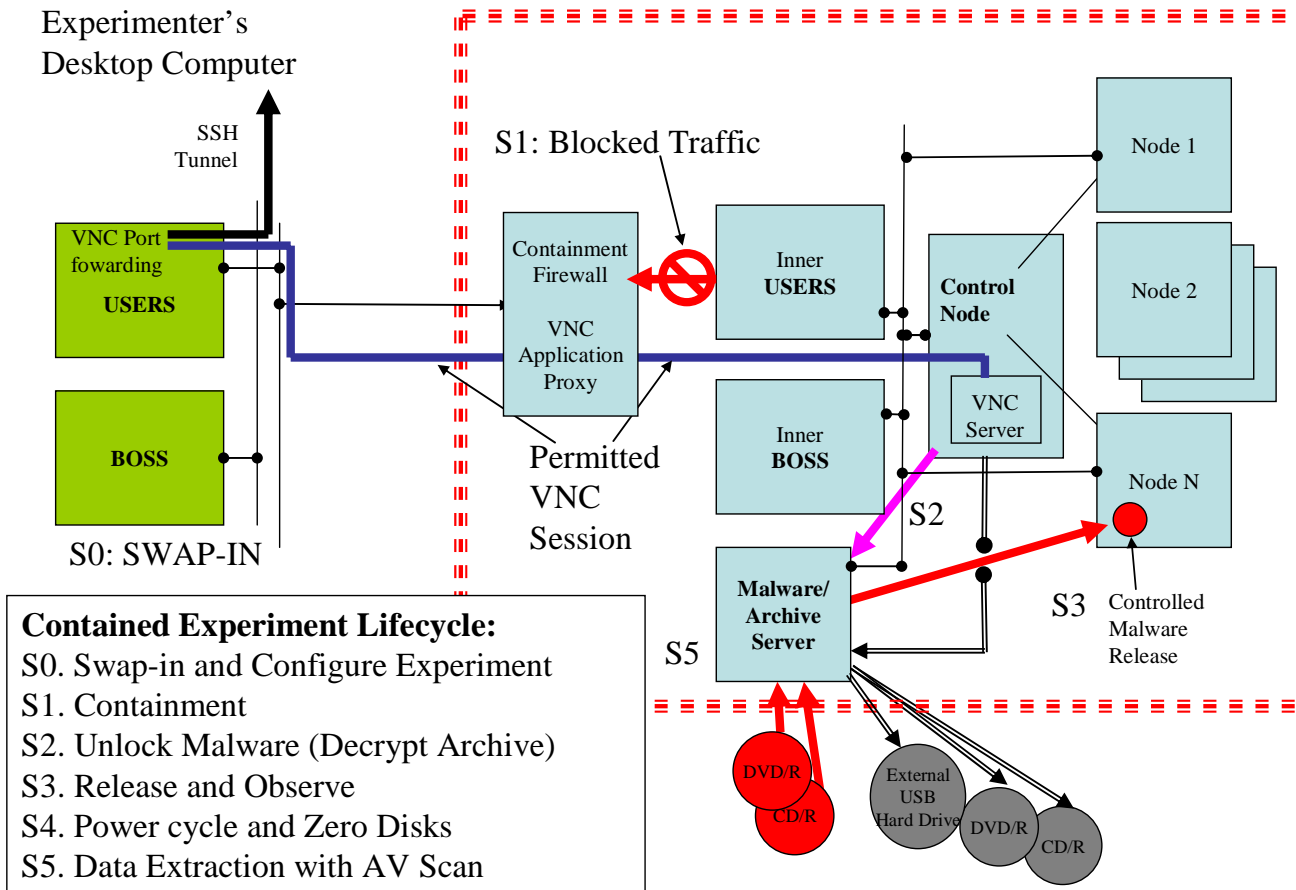 Experimenter's
Desktop Computer
SSH
Tunnel
S1: Blocked Traffic
VNC Port
fowarding
USERS
BOSS
S0: SWAP-IN
Containment
Firewall
VNC
Application
Proxy
Permitted
VNC
Session
Inner
USERS
Inner
BOSS
Control
Node
VNC
Server
Node 1
Node 2
Node N
S2
S3
Controlled
Malware
Release
Malware/
Archive
Server
S5
DVD/R
CD/R
External
USB
Hard Drive
DVD/R
CD/R
Contained Experiment Lifecycle:
S0. Swap-in and Configure Experiment
S1. Containment
S2. Unlock Malware (Decrypt Archive)
S3. Release and Observe
S4. Power cycle and Zero Disks
S5. Data Extraction with AV Scan